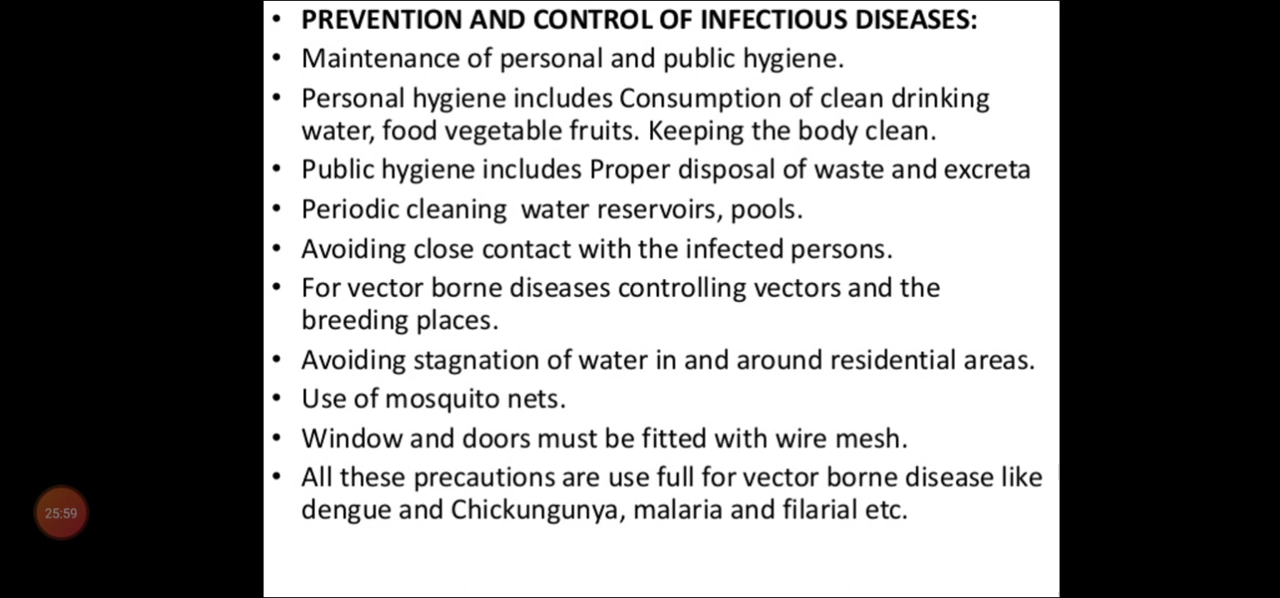 • PREVENTION AND CONTROL OF INFECTIOUS DISEASES:
• Maintenance of personal and public hygiene.
• Personal hygiene includes Consumption of clean drinking
water, food vegetable fruits. Keeping the body clean.
• Public hygiene includes Proper disposal of waste and excreta
• Periodic cleaning  water reservoirs, pools.
• Avoiding close contact with the infected persons.
• For vector borne diseases controlling vectors and the
breeding places.
• Avoiding stagnation of water in and around residential areas.
• Use of mosquito nets.
• Window and doors must be fitted with wire mesh.
• All these precautions are use full for vector borne disease like
dengue and Chickungunya, malaria and filarial etc.
25:59